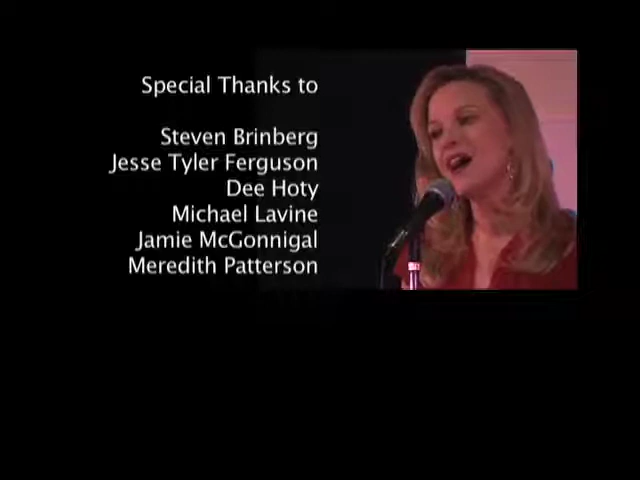 Special Thanks to
Steven Brinberg
Jesse Tyler Ferguson
Dee Hoty
Michael Lavine
Jamie McGonnigal
Meredith Patterson